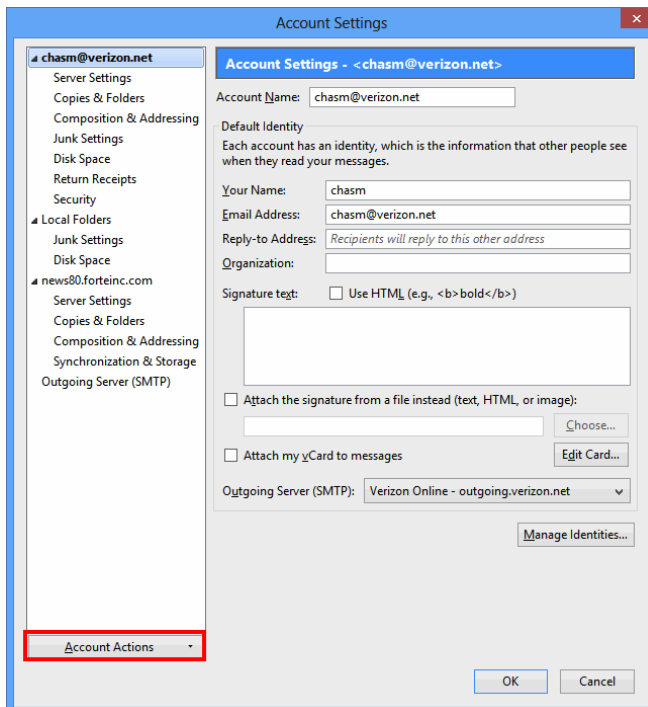 Account Settings
chasm@verizon.net
Server Settings
Copies & Folders
Composition & Addressing
Junk Settings
Disk Space
Return Receipts
Security
Local Folders
Junk Settings
Disk Space
news80.forteinc.com
Server Settings
Copies & Folders
Composition & Addressing
Synchronization & Storage
Outgoing Server (SMTP)
Account Actions
Account Settings - <chasm@verizon.net>
Account Name: chasm@verizon.net
Default Identity
Each account has an identity, which is the information that other people see
when they read your messages.
Your Name: chasm
Email Address: chasm@verizon.net
Reply-to Address: Recipients will reply to this other address
Organization:
Signature text: Use HTML (e.g., <b>bold</b>)
Attach the signature from a file instead (text, HTML, or image):
Choose...
Attach my vCard to messages Edit Card...
Outgoing Server (SMTP): Verizon Online - outgoing.verizon.net
Manage Identities...
OK Cancel